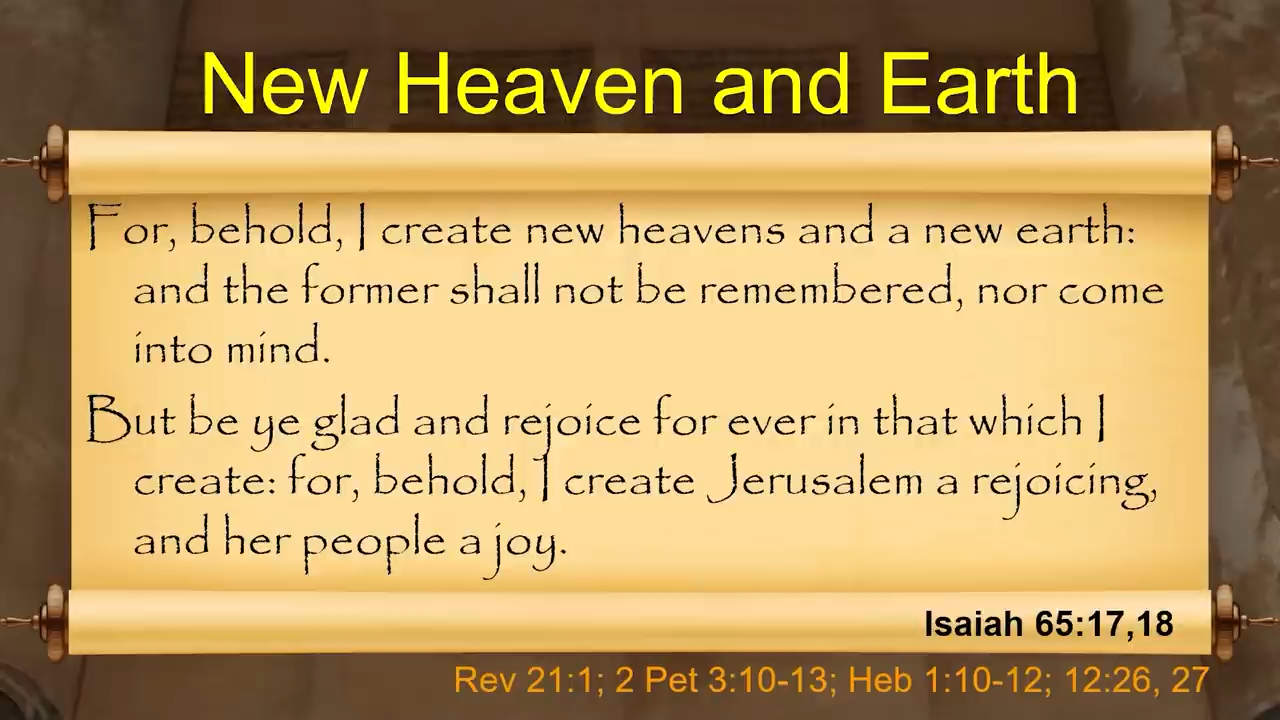 New Heaven and Earth
For, behold, I create new heavens and a new earth:
and the former shall not be remembered, nor come
into mind.
But be ye glad and rejoice for ever in that which I
create: for, behold, I create Jerusalem a rejoicing,
and her people a joy.
Isaiah 65:17,18
Rev 21:1; 2 Pet 3:10-13; Heb 1:10-12; 12:26, 27